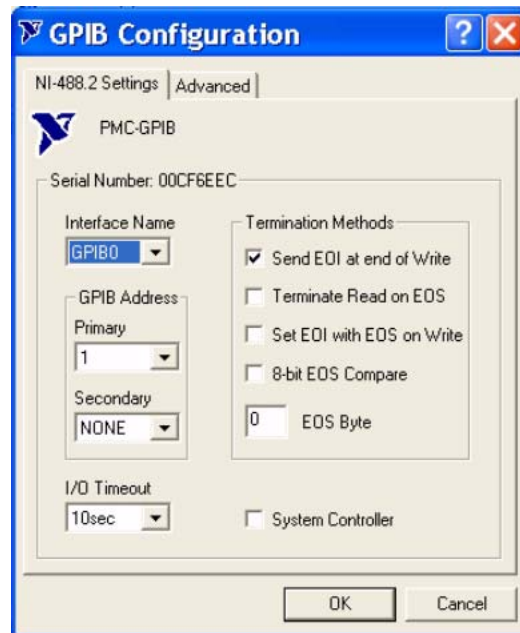 GPIB Configuration
NI-488.2 Settings
Advanced
PMC-GPIB
Serial Number: 00CF6EEC
Interface Name
GPIB0
GPIB Address
Primary
1
Secondary
NONE
I/O Timeout
10sec
Termination Methods
Send EOI at end of Write
Terminate Read on EOS
Set EOI with EOS on Write
8-bit EOS Compare
0 EOS Byte
System Controller
OK
Cancel